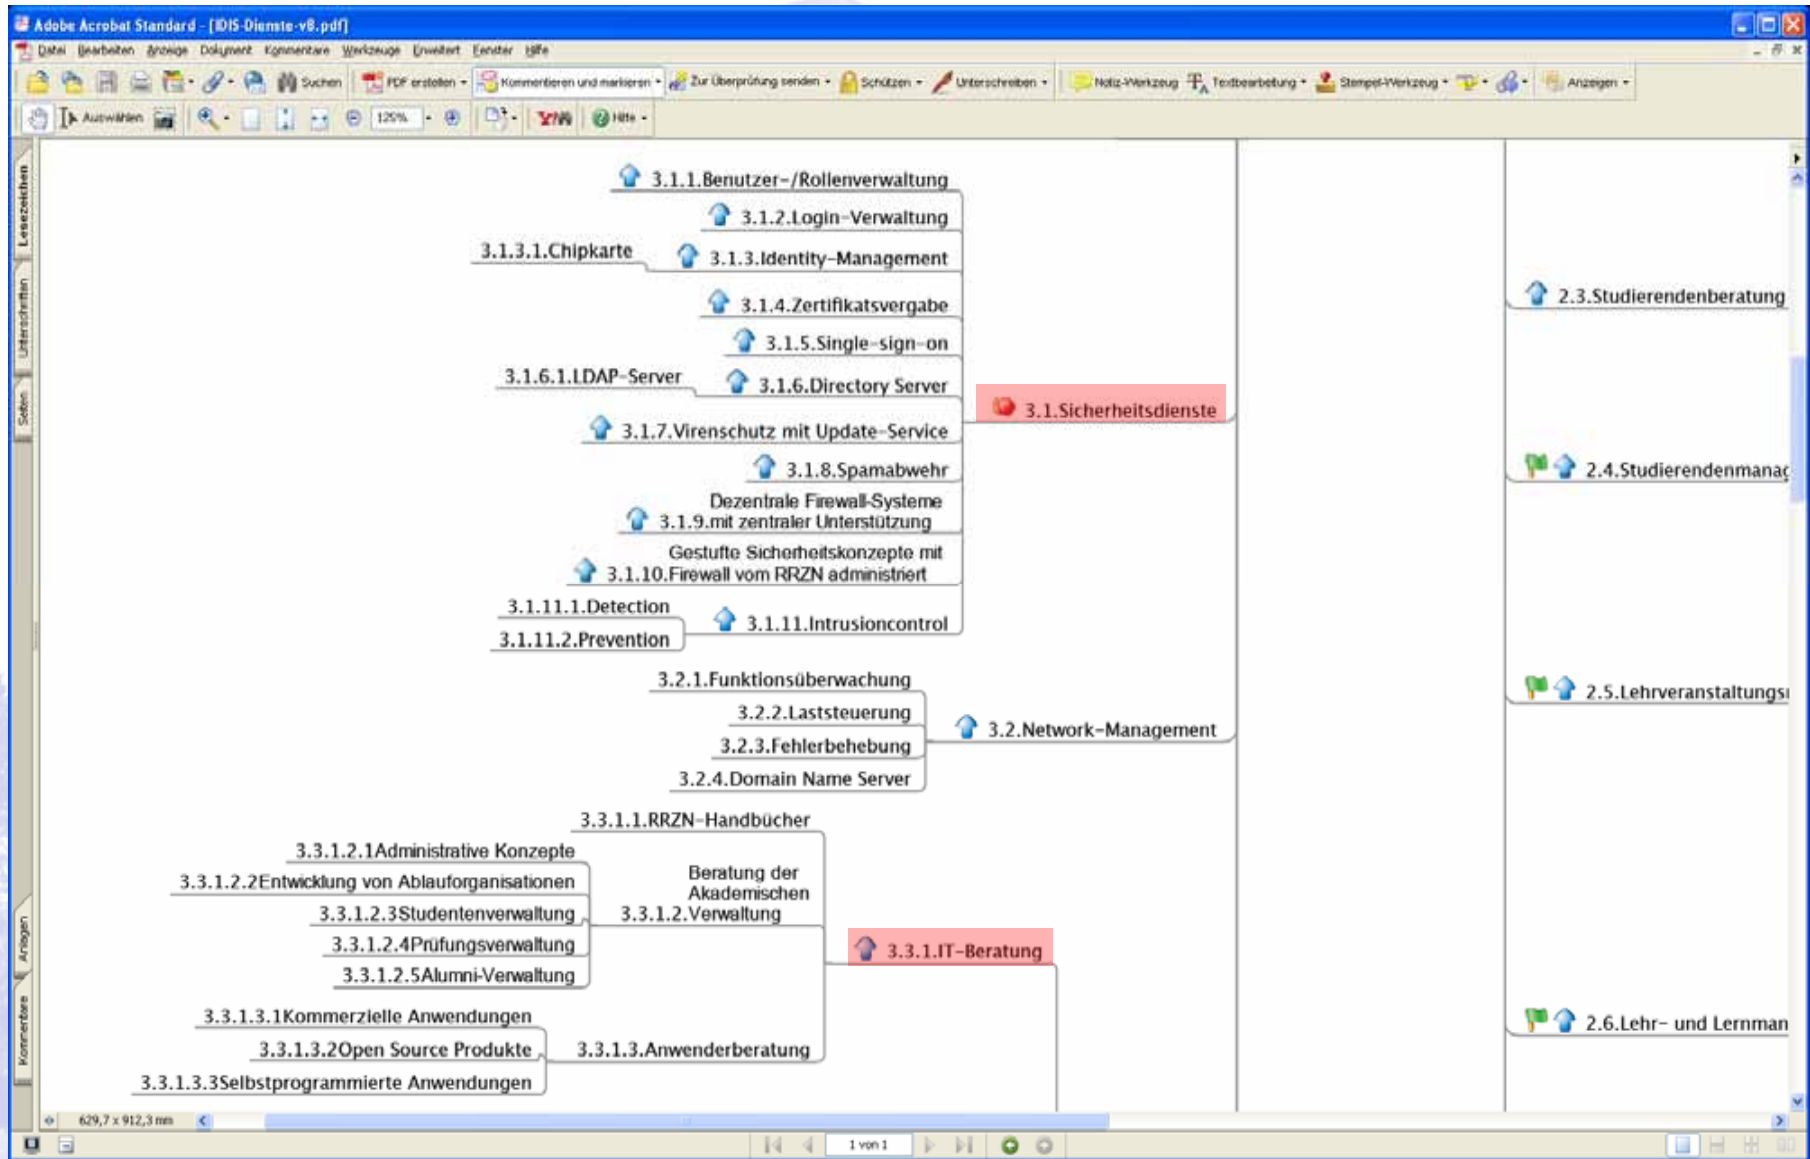 Adobe Acrobat Standard - [IDIS-Dienste-v8.pdf]
Datei Bearbeiten Anzeige Dokument Kommentare Werkzeuge Erweitert Fenster Hilfe
Suchen PDF erstellen Kommentieren und markieren Zur Überprüfung senden Schützen Unterschreiben Notiz-Werkzeug Textbearbeitung Stempel-Werkzeug Anzeigen
Auswählen 125% Hilfe
Lesezeichen
Unterschriften
Seiten
Anlagen
Kommentare
3.1.1.Benutzer-/Rollenverwaltung
3.1.2.Login-Verwaltung
3.1.3.1.Chipkarte
3.1.3.Identity-Management
3.1.4.Zertifikatsvergabe
3.1.5.Single-sign-on
3.1.6.1.LDAP-Server
3.1.6.Directory Server
3.1.7.Virenschutz mit Update-Service
3.1.8.Spamabwehr
Dezentrale Firewall-Systeme
3.1.9.mit zentraler Unterstützung
Gestufte Sicherheitskonzepte mit
3.1.10.Firewall vom RRZN administriert
3.1.11.1.Detection
3.1.11.2.Prevention
3.1.11.Intrusioncontrol
3.1.Sicherheitsdienste
3.2.1.Funktionsüberwachung
3.2.2.Laststeuerung
3.2.3.Fehlerbehebung
3.2.4.Domain Name Server
3.2.Network-Management
3.3.1.1.RRZN-Handbücher
3.3.1.2.1Administrative Konzepte
3.3.1.2.2Entwicklung von Ablauforganisationen
3.3.1.2.3Studentenverwaltung
3.3.1.2.4Prüfungsverwaltung
3.3.1.2.5Alumni-Verwaltung
Beratung der
Akademischen
3.3.1.2.Verwaltung
3.3.1.IT-Beratung
3.3.1.3.1Kommerzielle Anwendungen
3.3.1.3.2Open Source Produkte
3.3.1.3.3Selbstprogrammierte Anwendungen
3.3.1.3.Anwenderberatung
2.3.Studierendenberatung
2.4.Studierendenmanag
2.5.Lehrveranstaltungs
2.6.Lehr- und Lernman
629,7 x 912,3 mm
1 von 1